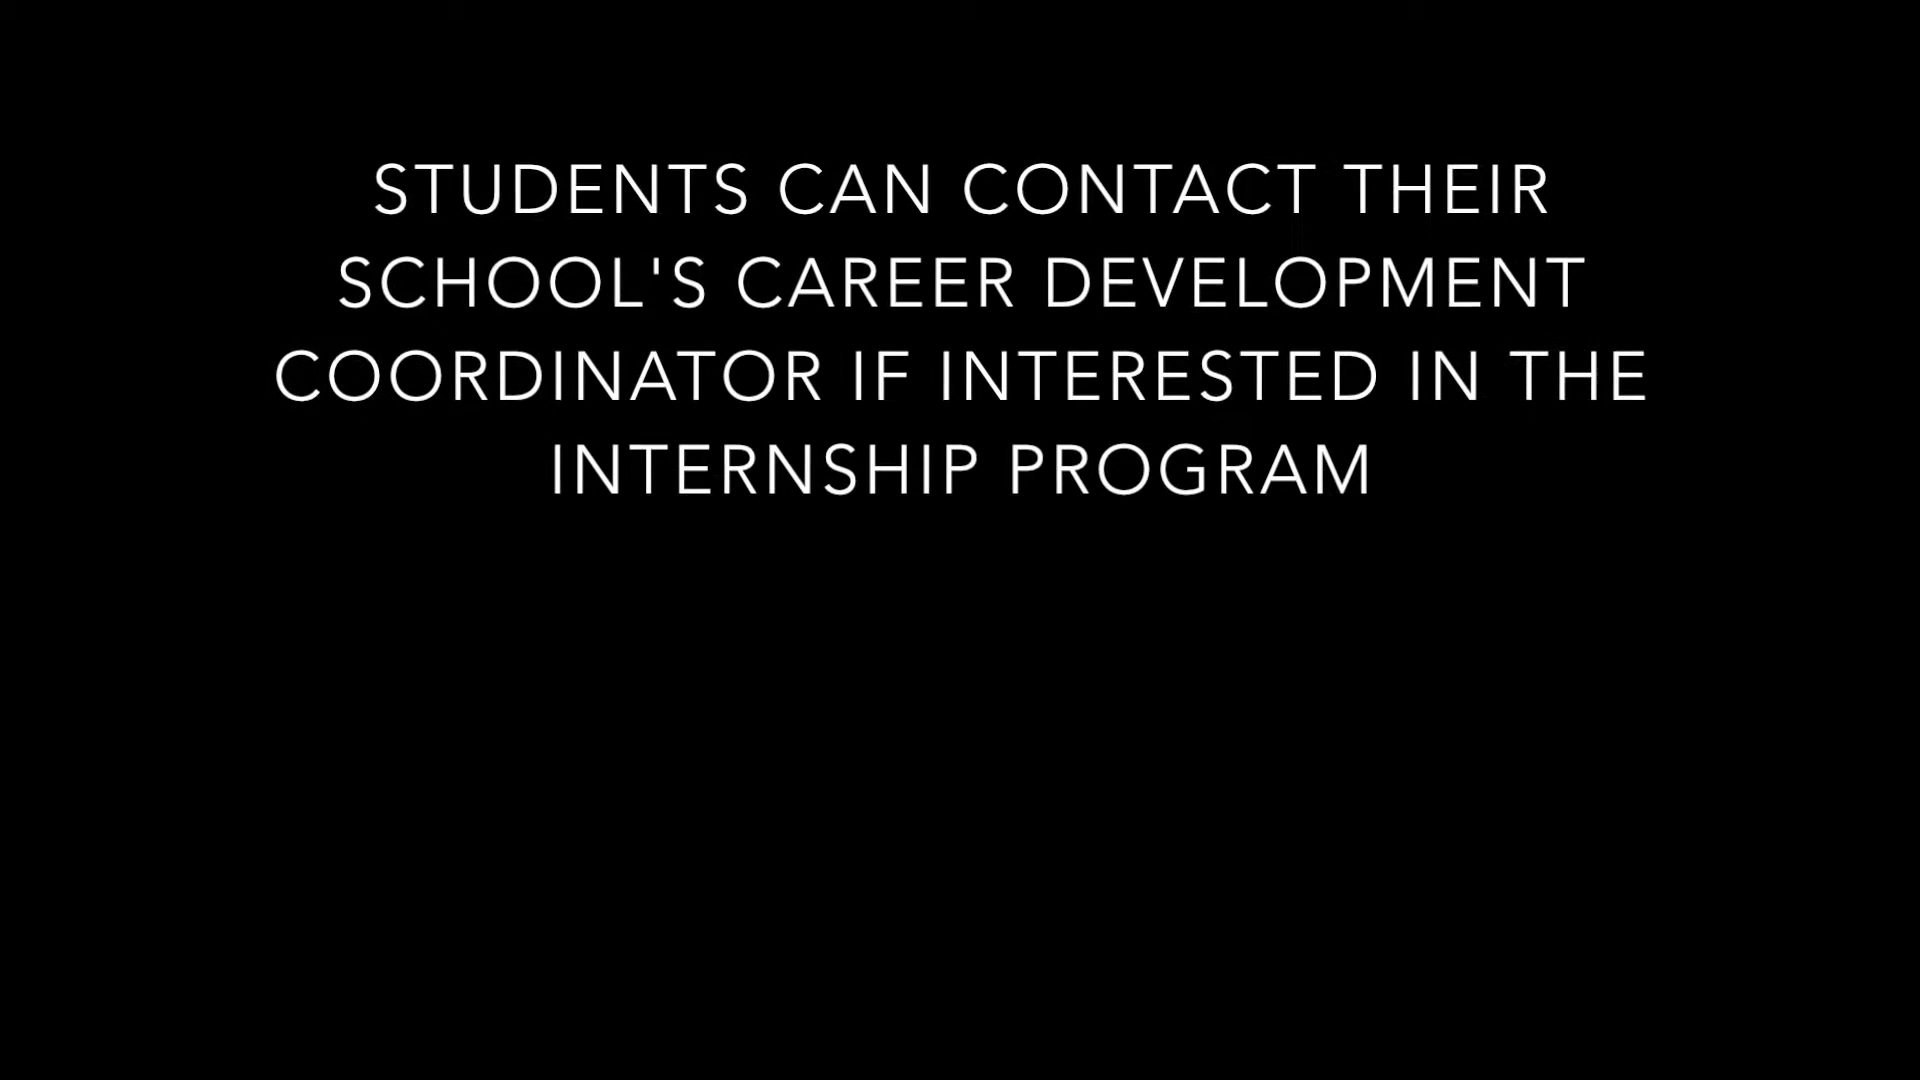 STUDENTS CAN CONTACT THEIR
SCHOOL'S CAREER DEVELOPMENT
COORDINATOR IF INTERESTED IN THE
INTERNSHIP PROGRAM